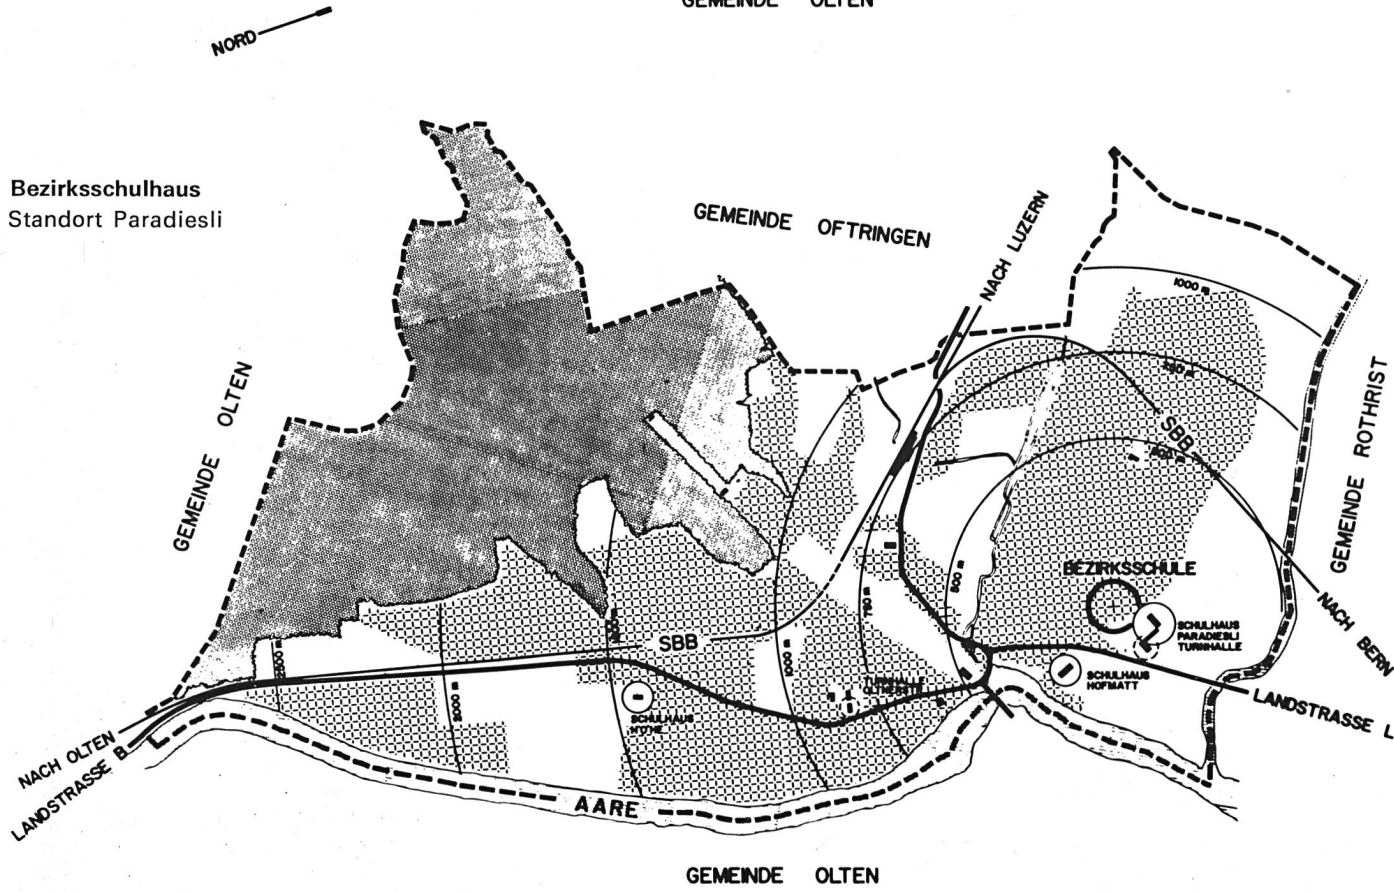 GEMEINDE OLTEN
NORD
Bezirksschulhaus
Standort Paradiesli
GEMEINDE OFTRINGEN
NACH LUZERN
1000 m
GEMEINDE OLTEN
SBB
GEMEINDE ROTHRIST
BEZIRKSSCHULE
500 m
750 m
SCHULHAUS
PARADIESLI
TURNHALLE
NACH BERN
SBB
1000 m
2000 m
TURNHALLE
SCHULHAUS
HOFMATT
SCHULHAUS
LANDSTRASSE L
NACH OLTEN
LANDSTRASSE B
AARE
GEMEINDE OLTEN